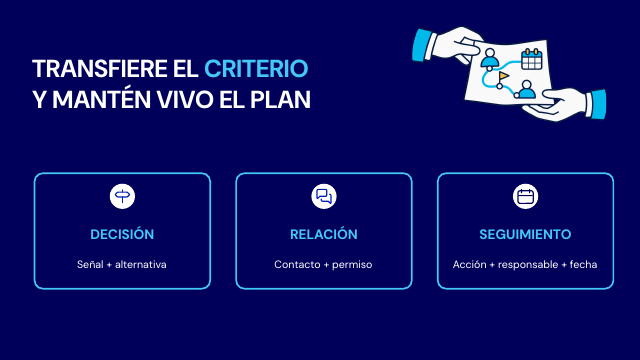 TRANSFIERE EL CRITERIO
Y MANTÉN VIVO EL PLAN
DECISIÓN
Señal + alternativa
RELACIÓN
Contacto + permiso
SEGUIMIENTO
Acción + responsable + fecha